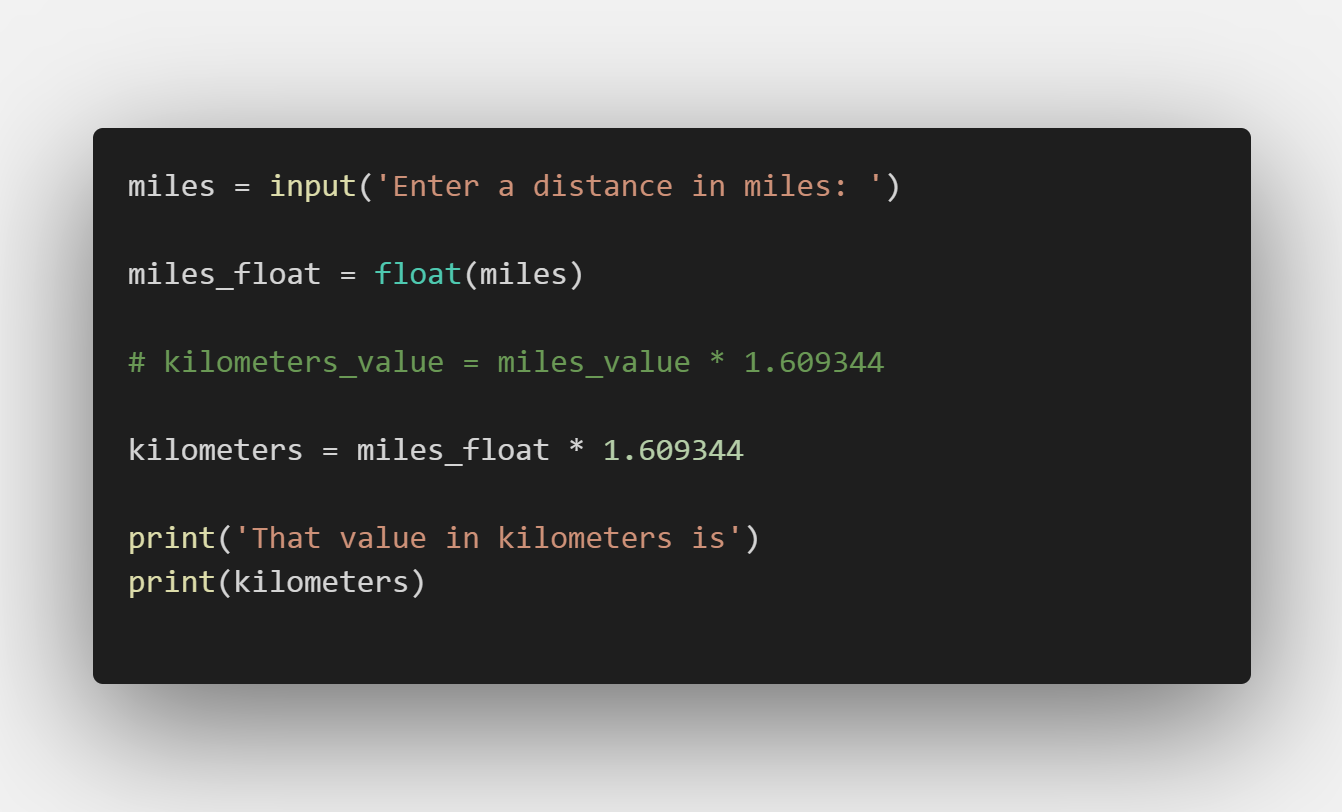 miles = input('Enter a distance in miles: ')
miles_float = float(miles)
# kilometers_value = miles_value * 1.609344
kilometers = miles_float * 1.609344
print('That value in kilometers is')
print(kilometers)